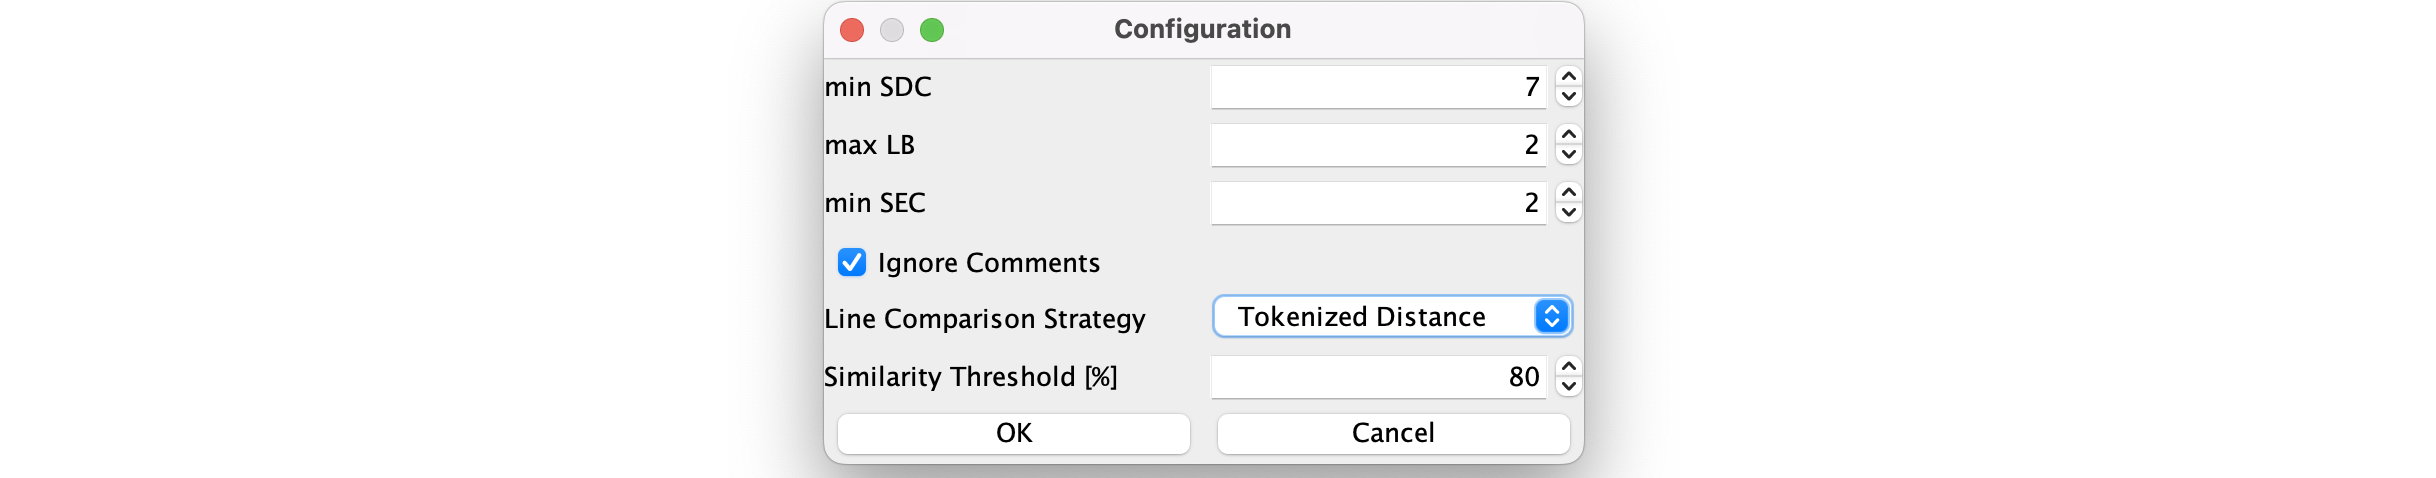 Configuration
min SDC 7
max LB 2
min SEC 2
Ignore Comments
Line Comparison Strategy Tokenized Distance
Similarity Threshold [%] 80
OK Cancel